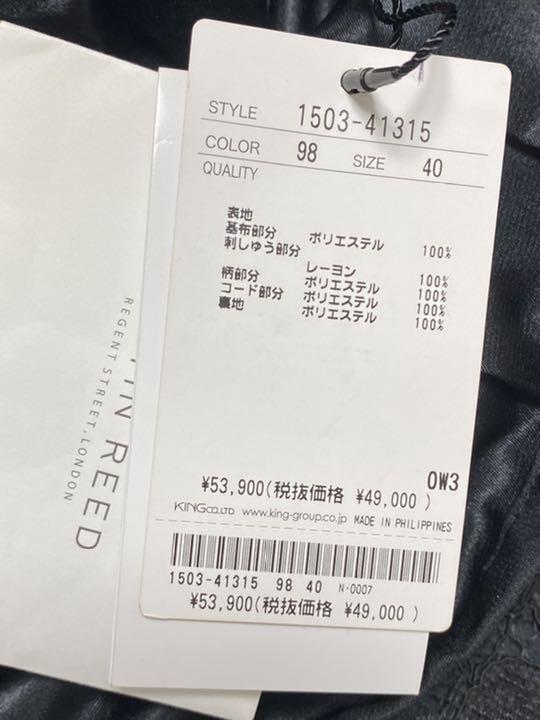 STYLE 1503-41315
COLOR 98 SIZE 40
QUALITY
表地
基布部分 ポリエステル 100%
刺しゅう部分
レーヨン 100%
柄部分 ポリエステル 100%
コード部分 ポリエステル 100%
裏地 ポリエステル 100%
0W3
¥53,900(税抜価格 ¥49,000 )
KING CO.,LTD www.king-group.co.jp MADE IN PHILIPPINES
1503-41315 98 40 N-0007
¥53,900(税抜価格 ¥49,000 )
REED
REGENT STREET, LONDON